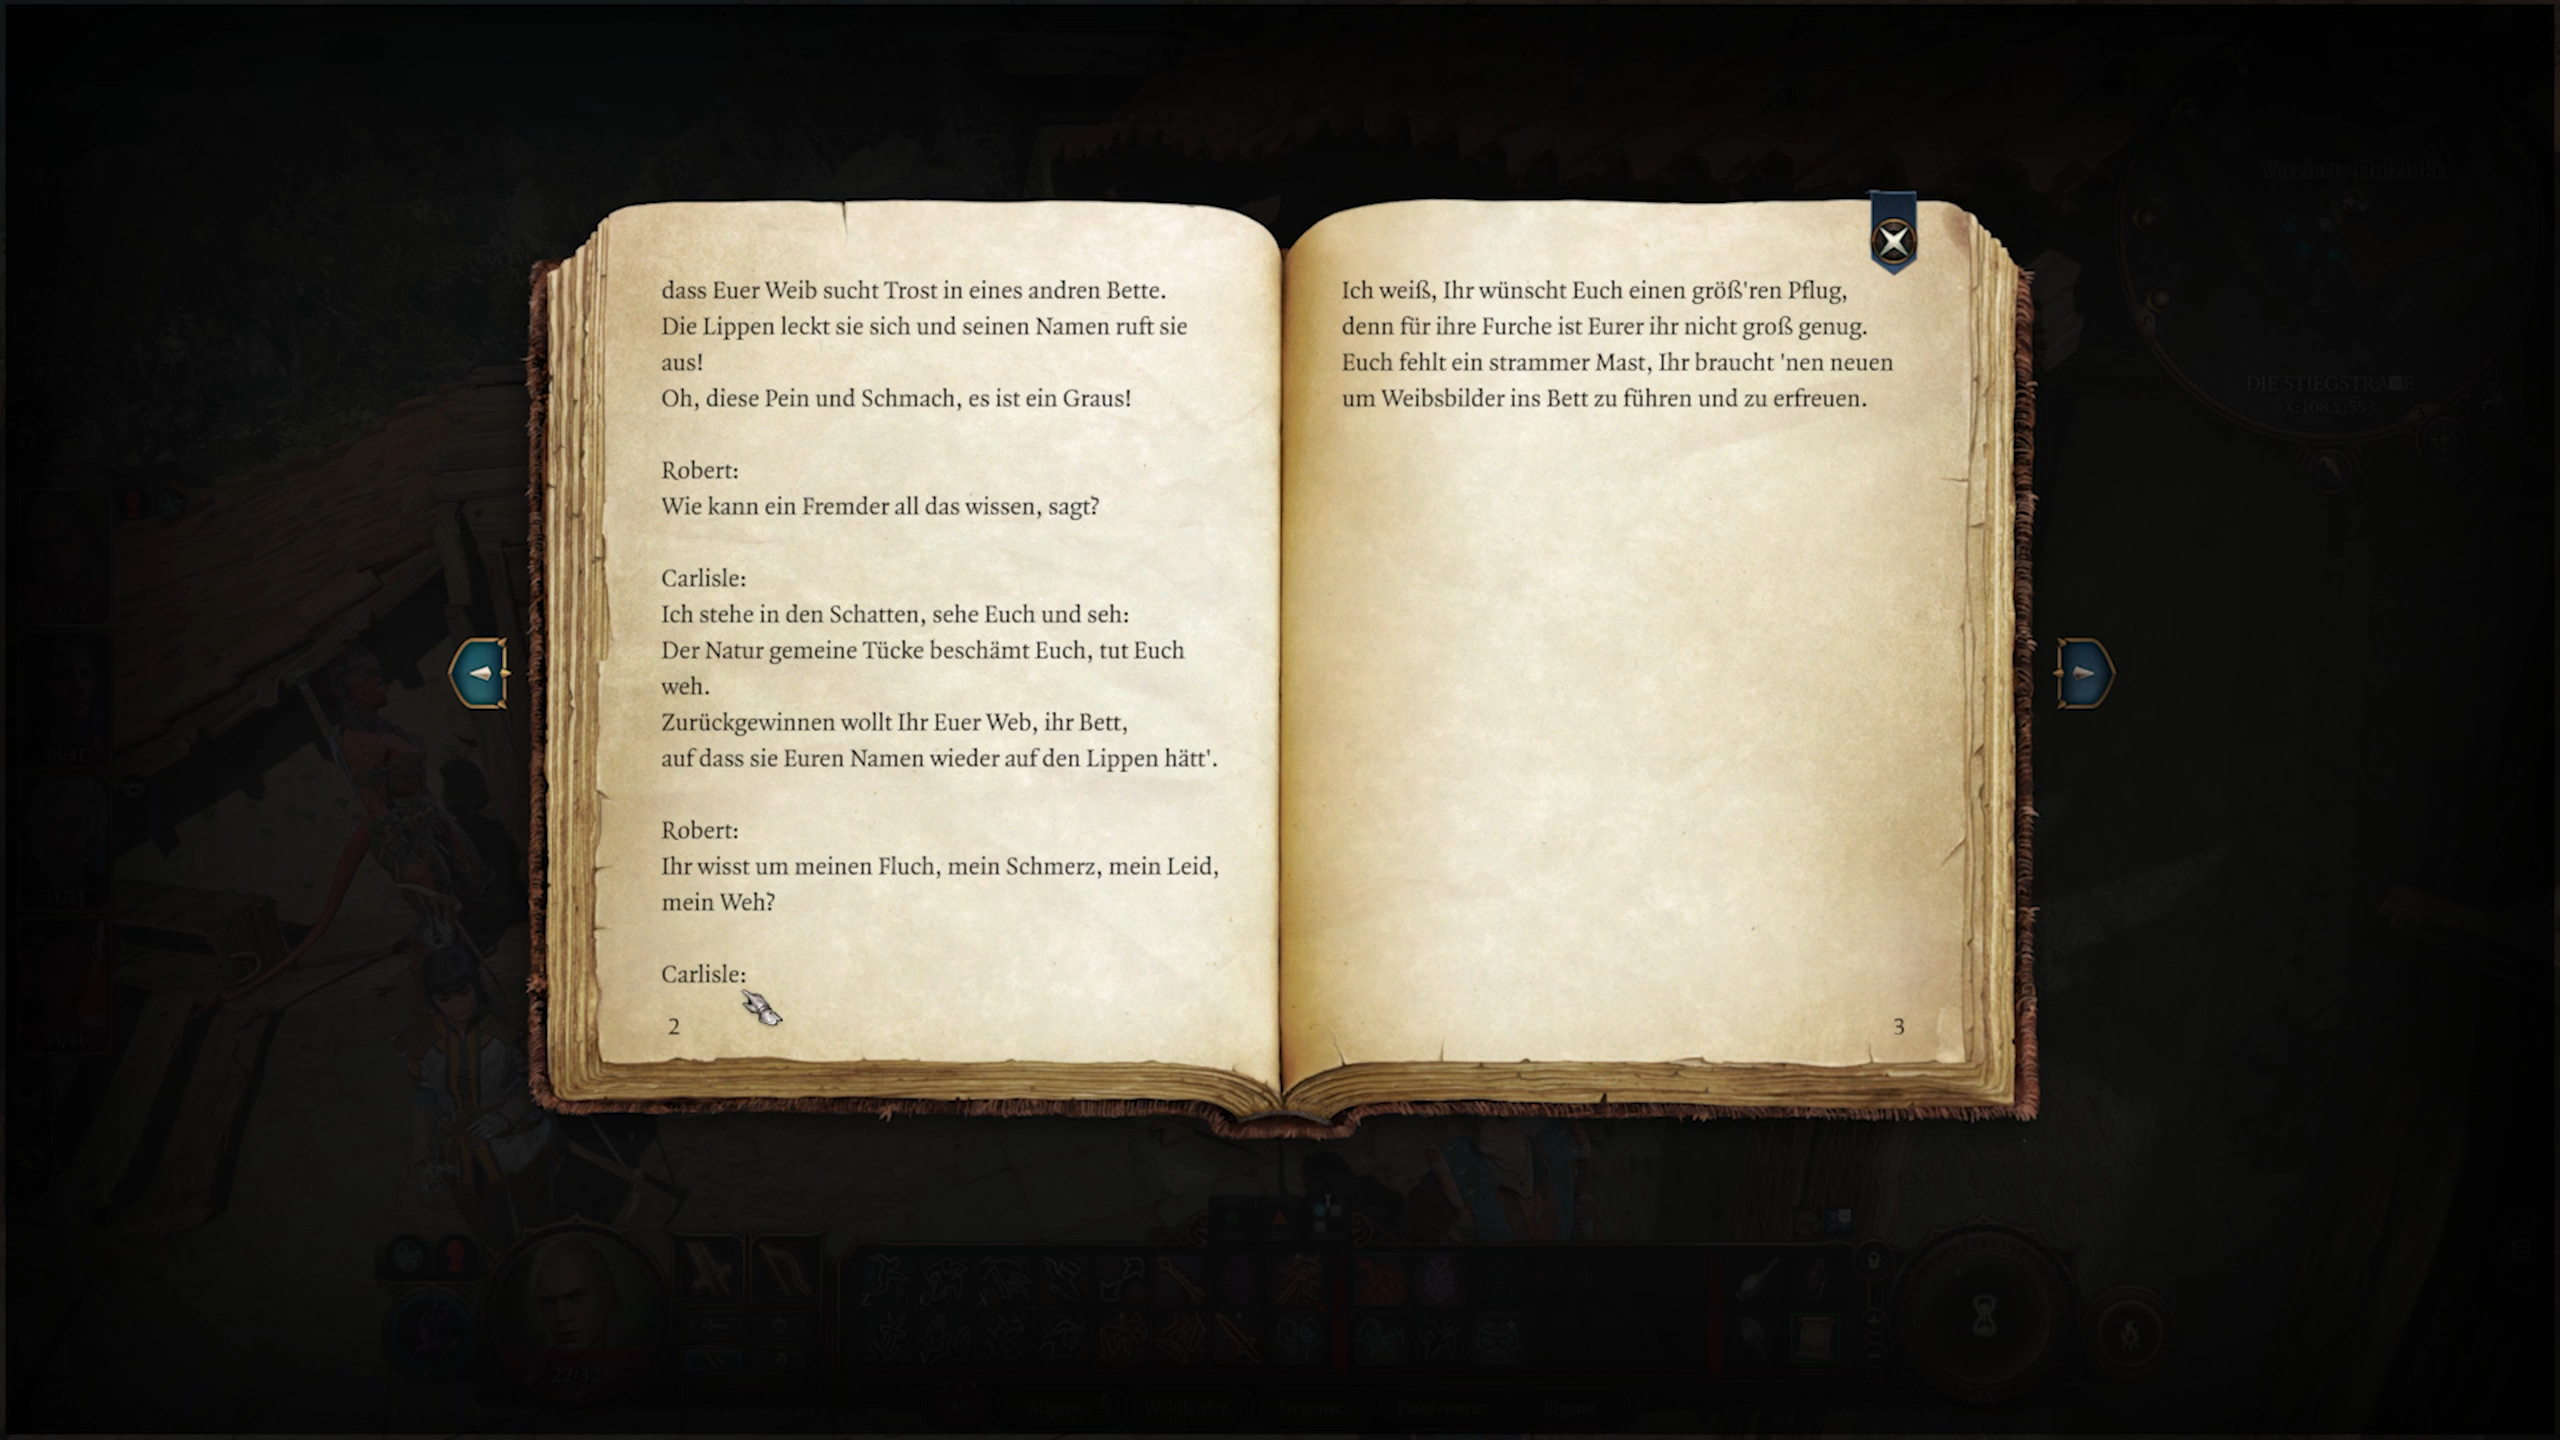 dass Euer Weib sucht Trost in eines andren Bette.
Die Lippen leckt sie sich und seinen Namen ruft sie
aus!
Oh, diese Pein und Schmach, es ist ein Graus!
Robert:
Wie kann ein Fremder all das wissen, sagt?
Carlisle:
Ich stehe in den Schatten, sehe Euch und seh:
Der Natur gemeine Tücke beschämt Euch, tut Euch
weh.
Zurückgewinnen wollt Ihr Euer Web, ihr Bett,
auf dass sie Euren Namen wieder auf den Lippen hätt'.
Robert:
Ihr wisst um meinen Fluch, mein Schmerz, mein Leid,
mein Weh?
Carlisle:
2
Ich weiß, Ihr wünscht Euch einen größ'ren Pflug,
denn für ihre Furche ist Eurer ihr nicht groß genug.
Euch fehlt ein strammer Mast, Ihr braucht 'nen neuen
um Weibsbilder ins Bett zu führen und zu erfreuen.
3
DIE STIEGSTRAßE
X:108 Y:553
22/32